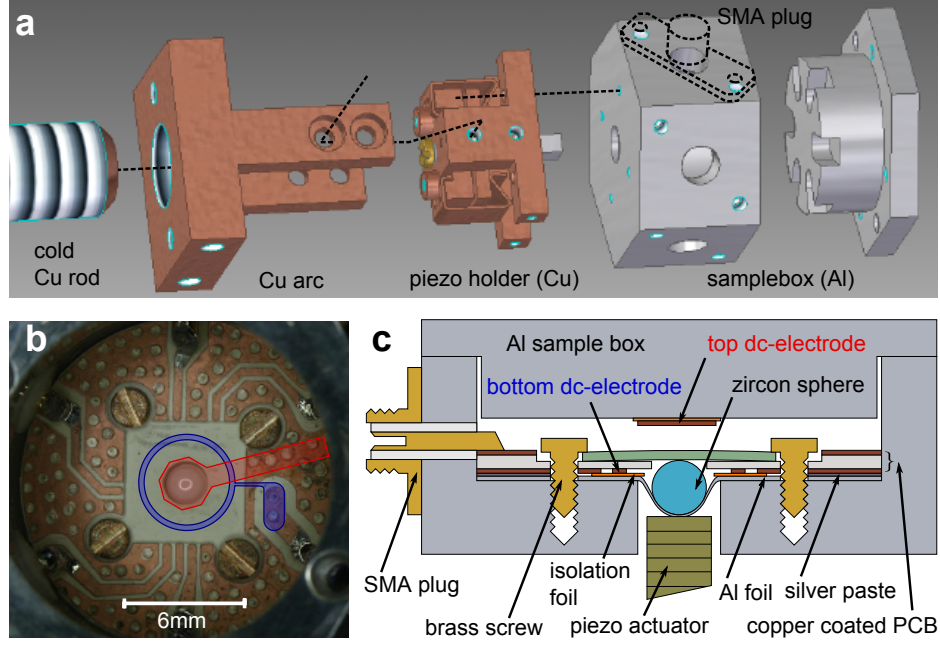 a
SMA plug
cold
Cu rod
Cu arc
piezo holder (Cu)
samplebox (Al)
b
6mm
c
Al sample box
top dc-electrode
bottom dc-electrode
zircon sphere
SMA plug
isolation
foil
Al foil
silver paste
brass screw
piezo actuator
copper coated PCB